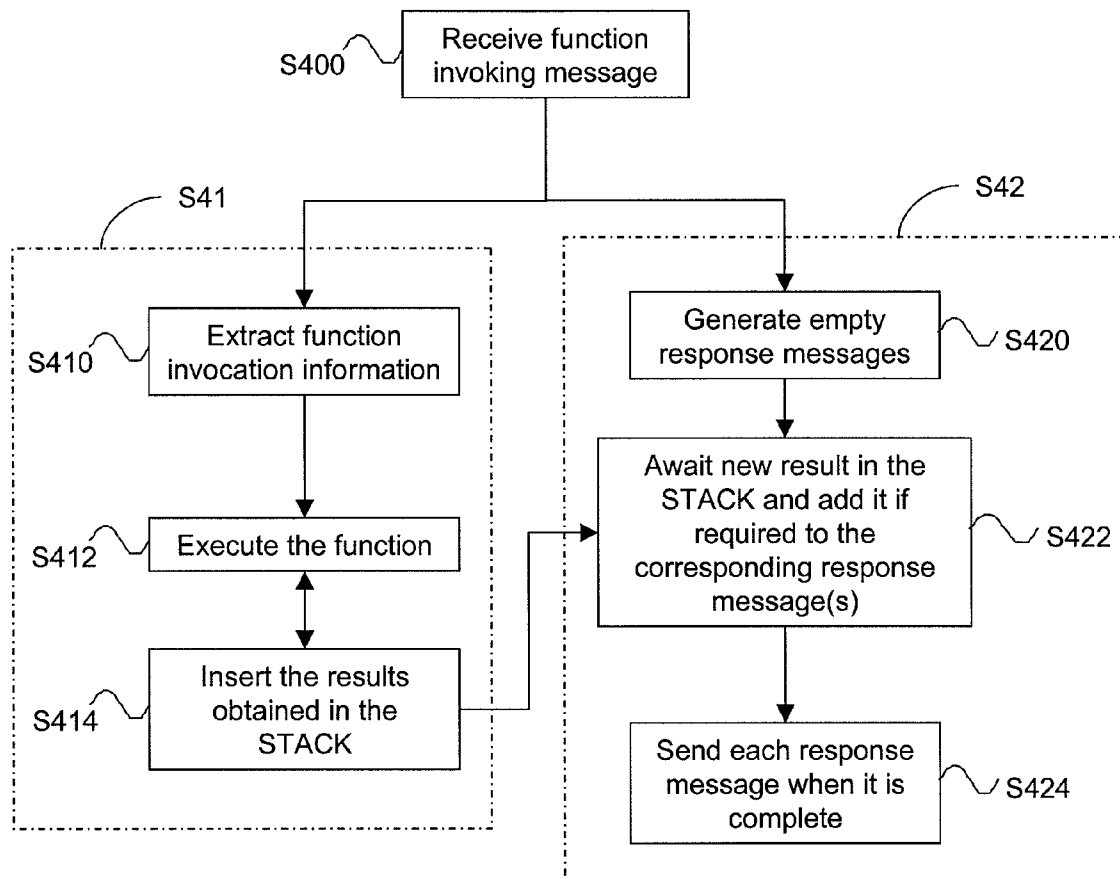 S400
Receive function
invoking message
S41
S42
S410
Extract function
invocation information
S412
Execute the function
S414
Insert the results
obtained in the
STACK
Generate empty
response messages
S420
Await new result in the
STACK and add it if
required to the
corresponding response
message(s)
S422
Send each response
message when it is
complete
S424